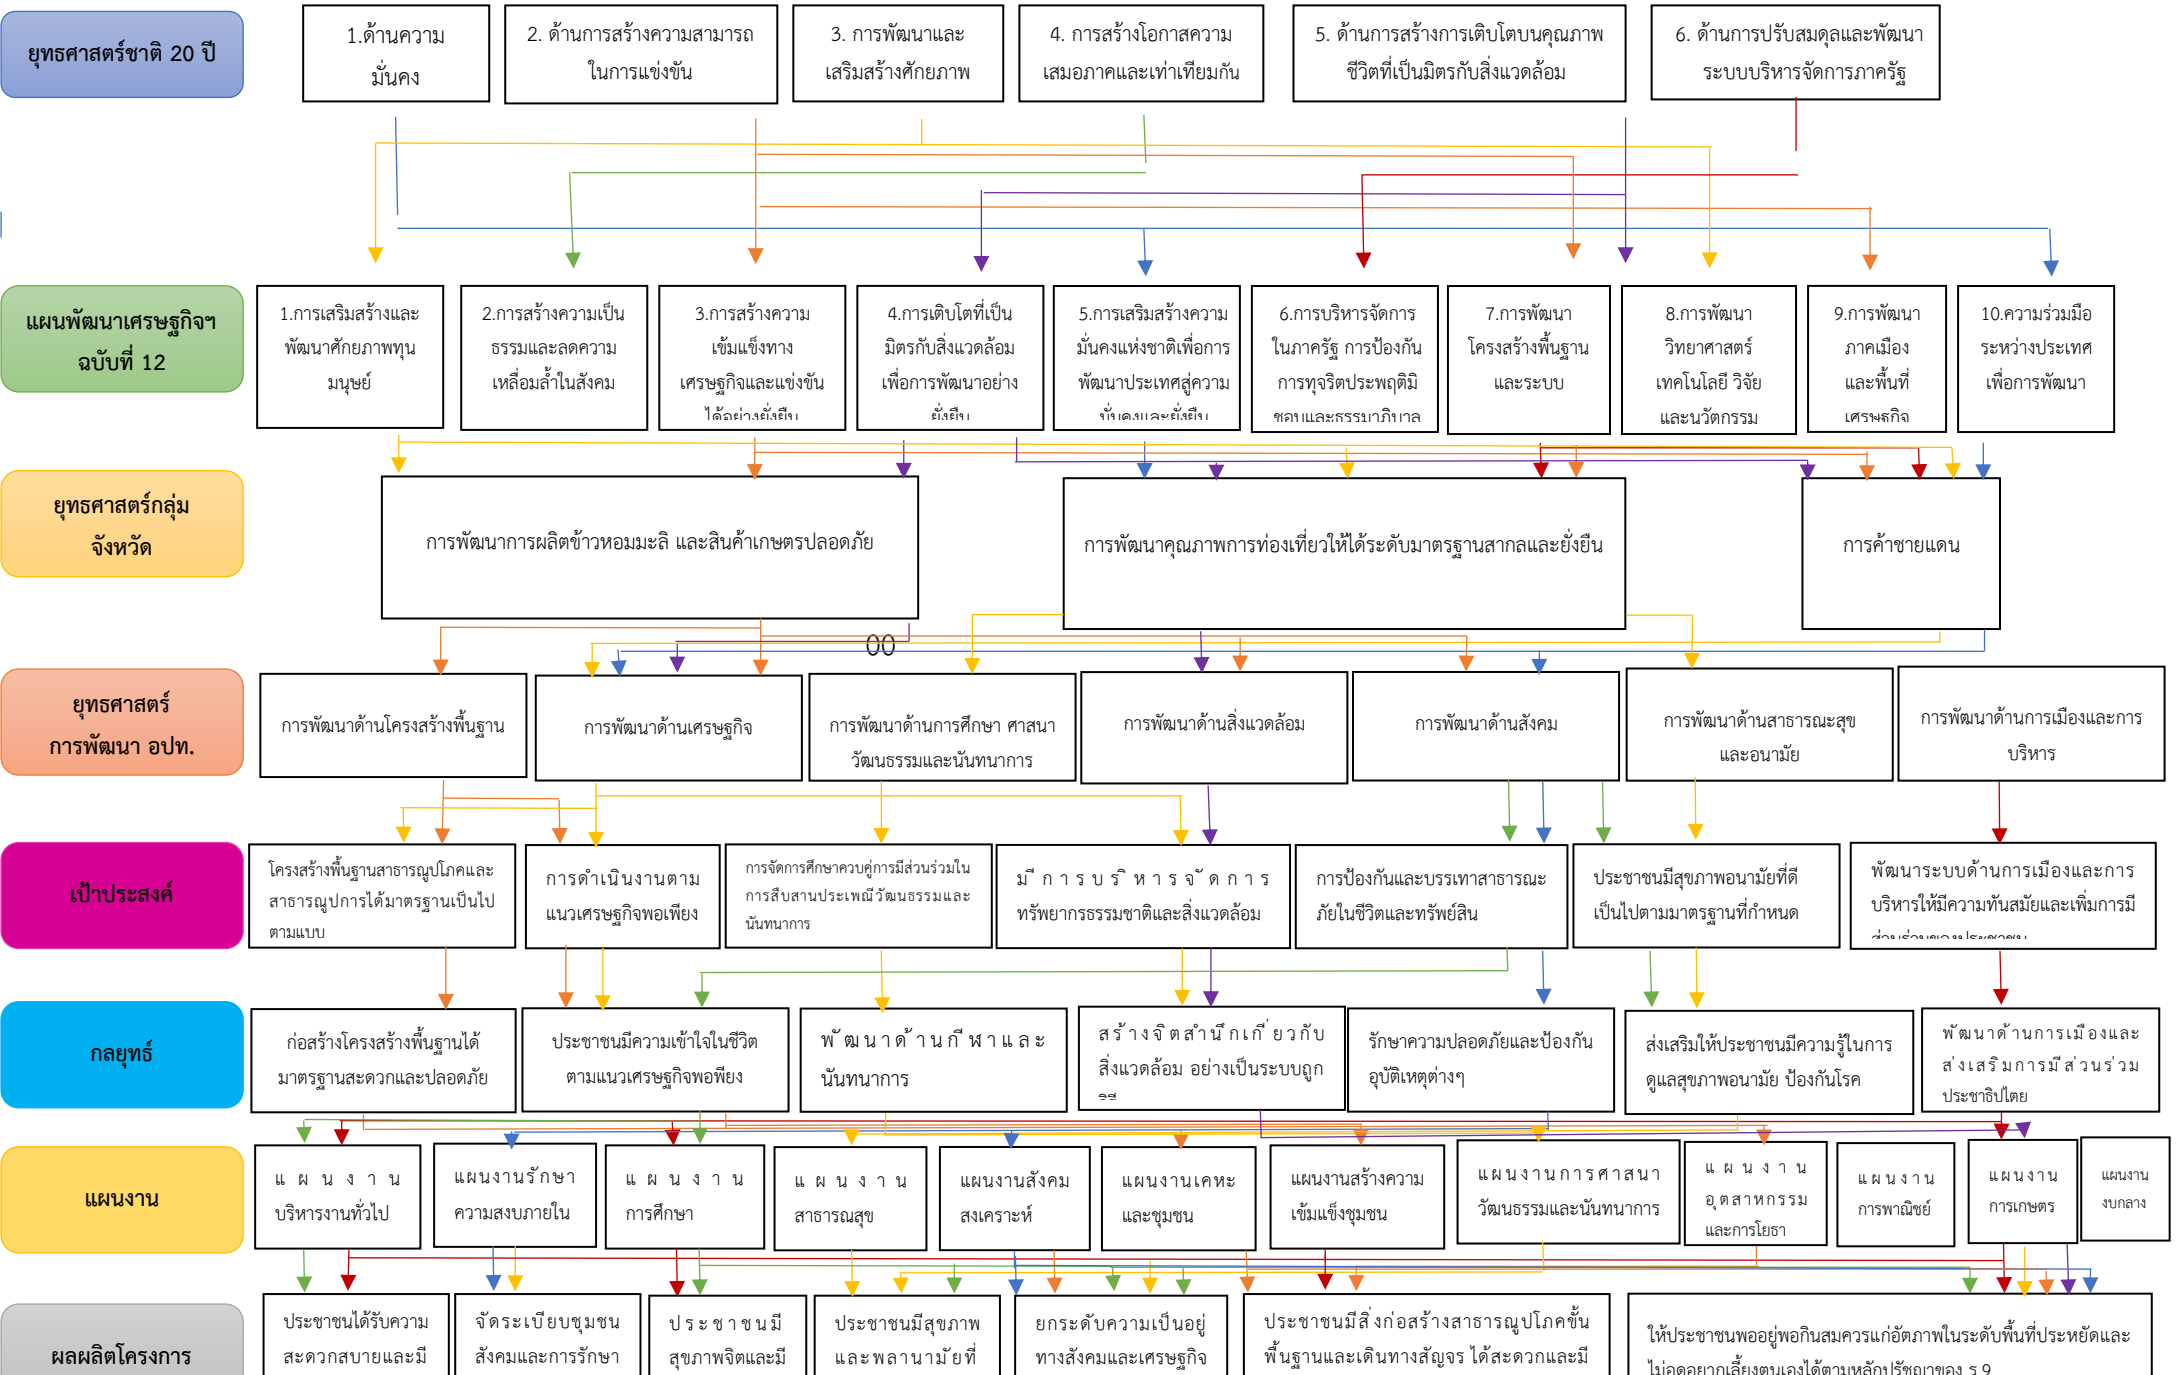 ยุทธศาสตร์ชาติ 20 ปี
1.ด้านความ
มั่นคง
2. ด้านการสร้างความสามารถ
ในการแข่งขัน
3. การพัฒนาและ
เสริมสร้างศักยภาพ
4. การสร้างโอกาสความ
เสมอภาคและเท่าเทียมกัน
5. ด้านการสร้างการเติบโตบนคุณภาพ
ชีวิตที่เป็นมิตรกับสิ่งแวดล้อม
6. ด้านการปรับสมดุลและพัฒนา
ระบบบริหารจัดการภาครัฐ
แผนพัฒนาเศรษฐกิจฯ
ฉบับที่ 12
1.การเสริมสร้างและ
พัฒนาศักยภาพทุน
มนุษย์
2.การสร้างความเป็น
ธรรมและลดความ
เหลื่อมล้ำในสังคม
3.การสร้างความ
เข้มแข็งทาง
เศรษฐกิจและแข่งขัน
ได้อย่างยั่งยืน
4.การเติบโตที่เป็น
มิตรกับสิ่งแวดล้อม
เพื่อการพัฒนาอย่าง
ยั่งยืน
5.การเสริมสร้างความ
มั่นคงแห่งชาติเพื่อการ
พัฒนาประเทศสู่ความ
มั่นคงและยั่งยืน
6.การบริหารจัดการ
ในภาครัฐ การป้องกัน
การทุจริตประพฤติมิ
ชอบและธรรมาภิบาล
7.การพัฒนา
โครงสร้างพื้นฐาน
และระบบ
8.การพัฒนา
วิทยาศาสตร์
เทคโนโลยี วิจัย
และนวัตกรรม
9.การพัฒนา
ภาคเมือง
และพื้นที่
เศรษฐกิจ
10.ความร่วมมือ
ระหว่างประเทศ
เพื่อการพัฒนา
ยุทธศาสตร์กลุ่ม
จังหวัด
การพัฒนาการผลิตข้าวหอมมะลิ และสินค้าเกษตรปลอดภัย
การพัฒนาคุณภาพการท่องเที่ยวให้ได้ระดับมาตรฐานสากลและยั่งยืน
การค้าชายแดน
00
ยุทธศาสตร์
การพัฒนา อปท.
การพัฒนาด้านโครงสร้างพื้นฐาน
การพัฒนาด้านเศรษฐกิจ
การพัฒนาด้านการศึกษา ศาสนา
วัฒนธรรมและนันทนาการ
การพัฒนาด้านสิ่งแวดล้อม
การพัฒนาด้านสังคม
การพัฒนาด้านสาธารณะสุข
และอนามัย
การพัฒนาด้านการเมืองและการ
บริหาร
เป้าประสงค์
โครงสร้างพื้นฐานสาธารณูปโภคและ
สาธารณูปการได้มาตรฐานเป็นไป
ตามแบบ
การดำเนินงานตาม
แนวเศรษฐกิจพอเพียง
การจัดการศึกษาควบคู่การมีส่วนร่วมใน
การสืบสานประเพณีวัฒนธรรมและ
นันทนาการ
มีการบริหารจัดการ
ทรัพยากรธรรมชาติและสิ่งแวดล้อม
การป้องกันและบรรเทาสาธารณะ
ภัยในชีวิตและทรัพย์สิน
ประชาชนมีสุขภาพอนามัยที่ดี
เป็นไปตามมาตรฐานที่กำหนด
พัฒนาระบบด้านการเมืองและการ
บริหารให้มีความทันสมัยและเพิ่มการมี
ส่วนร่วมของประชาชน
กลยุทธ์
ก่อสร้างโครงสร้างพื้นฐานได้
มาตรฐานสะดวกและปลอดภัย
ประชาชนมีความเข้าใจในชีวิต
ตามแนวเศรษฐกิจพอพียง
พัฒนาด้านกีฬาและ
นันทนาการ
สร้างจิตสำนึกเกี่ยวกับ
สิ่งแวดล้อม อย่างเป็นระบบถูก
รักษาความปลอดภัยและป้องกัน
อุบัติเหตุต่างๆ
ส่งเสริมให้ประชาชนมีความรู้ในการ
ดูแลสุขภาพอนามัย ป้องกันโรค
พัฒนาด้านการเมืองและ
ส่งเสริมการมีส่วนร่วม
ประชาธิปไตย
แผนงาน
แผนงาน
บริหารงานทั่วไป
แผนงานรักษา
ความสงบภายใน
แผนงาน
การศึกษา
แผนงาน
สาธารณสุข
แผนงานสังคม
สงเคราะห์
แผนงานเคหะ
และชุมชน
แผนงานสร้างความ
เข้มแข็งชุมชน
แผนงานการศาสนา
วัฒนธรรมและนันทนาการ
แผนงาน
อุตสาหกรรม
และการโยธา
แผนงาน
การพาณิชย์
แผนงาน
การเกษตร
แผนงาน
งบกลาง
ผลผลิตโครงการ
ประชาชนได้รับความ
สะดวกสบายและมี
จัดระเบียบชุมชน
สังคมและการรักษา
ประชาชนมี
สุขภาพจิตและมี
ประชาชนมีสุขภาพ
และพลานามัยที่
ยกระดับความเป็นอยู่
ทางสังคมและเศรษฐกิจ
ประชาชนมีสิ่งก่อสร้างสาธารณูปโภคขั้น
พื้นฐานและเดินทางสัญจร ได้สะดวกและมี
ให้ประชาชนพออยู่พอกินสมควรแก่อัตภาพในระดับพื้นที่ประหยัดและ
ไม่อดอยากเลี้ยงตนเองได้ตามหลักปรัชญาของ ร.9